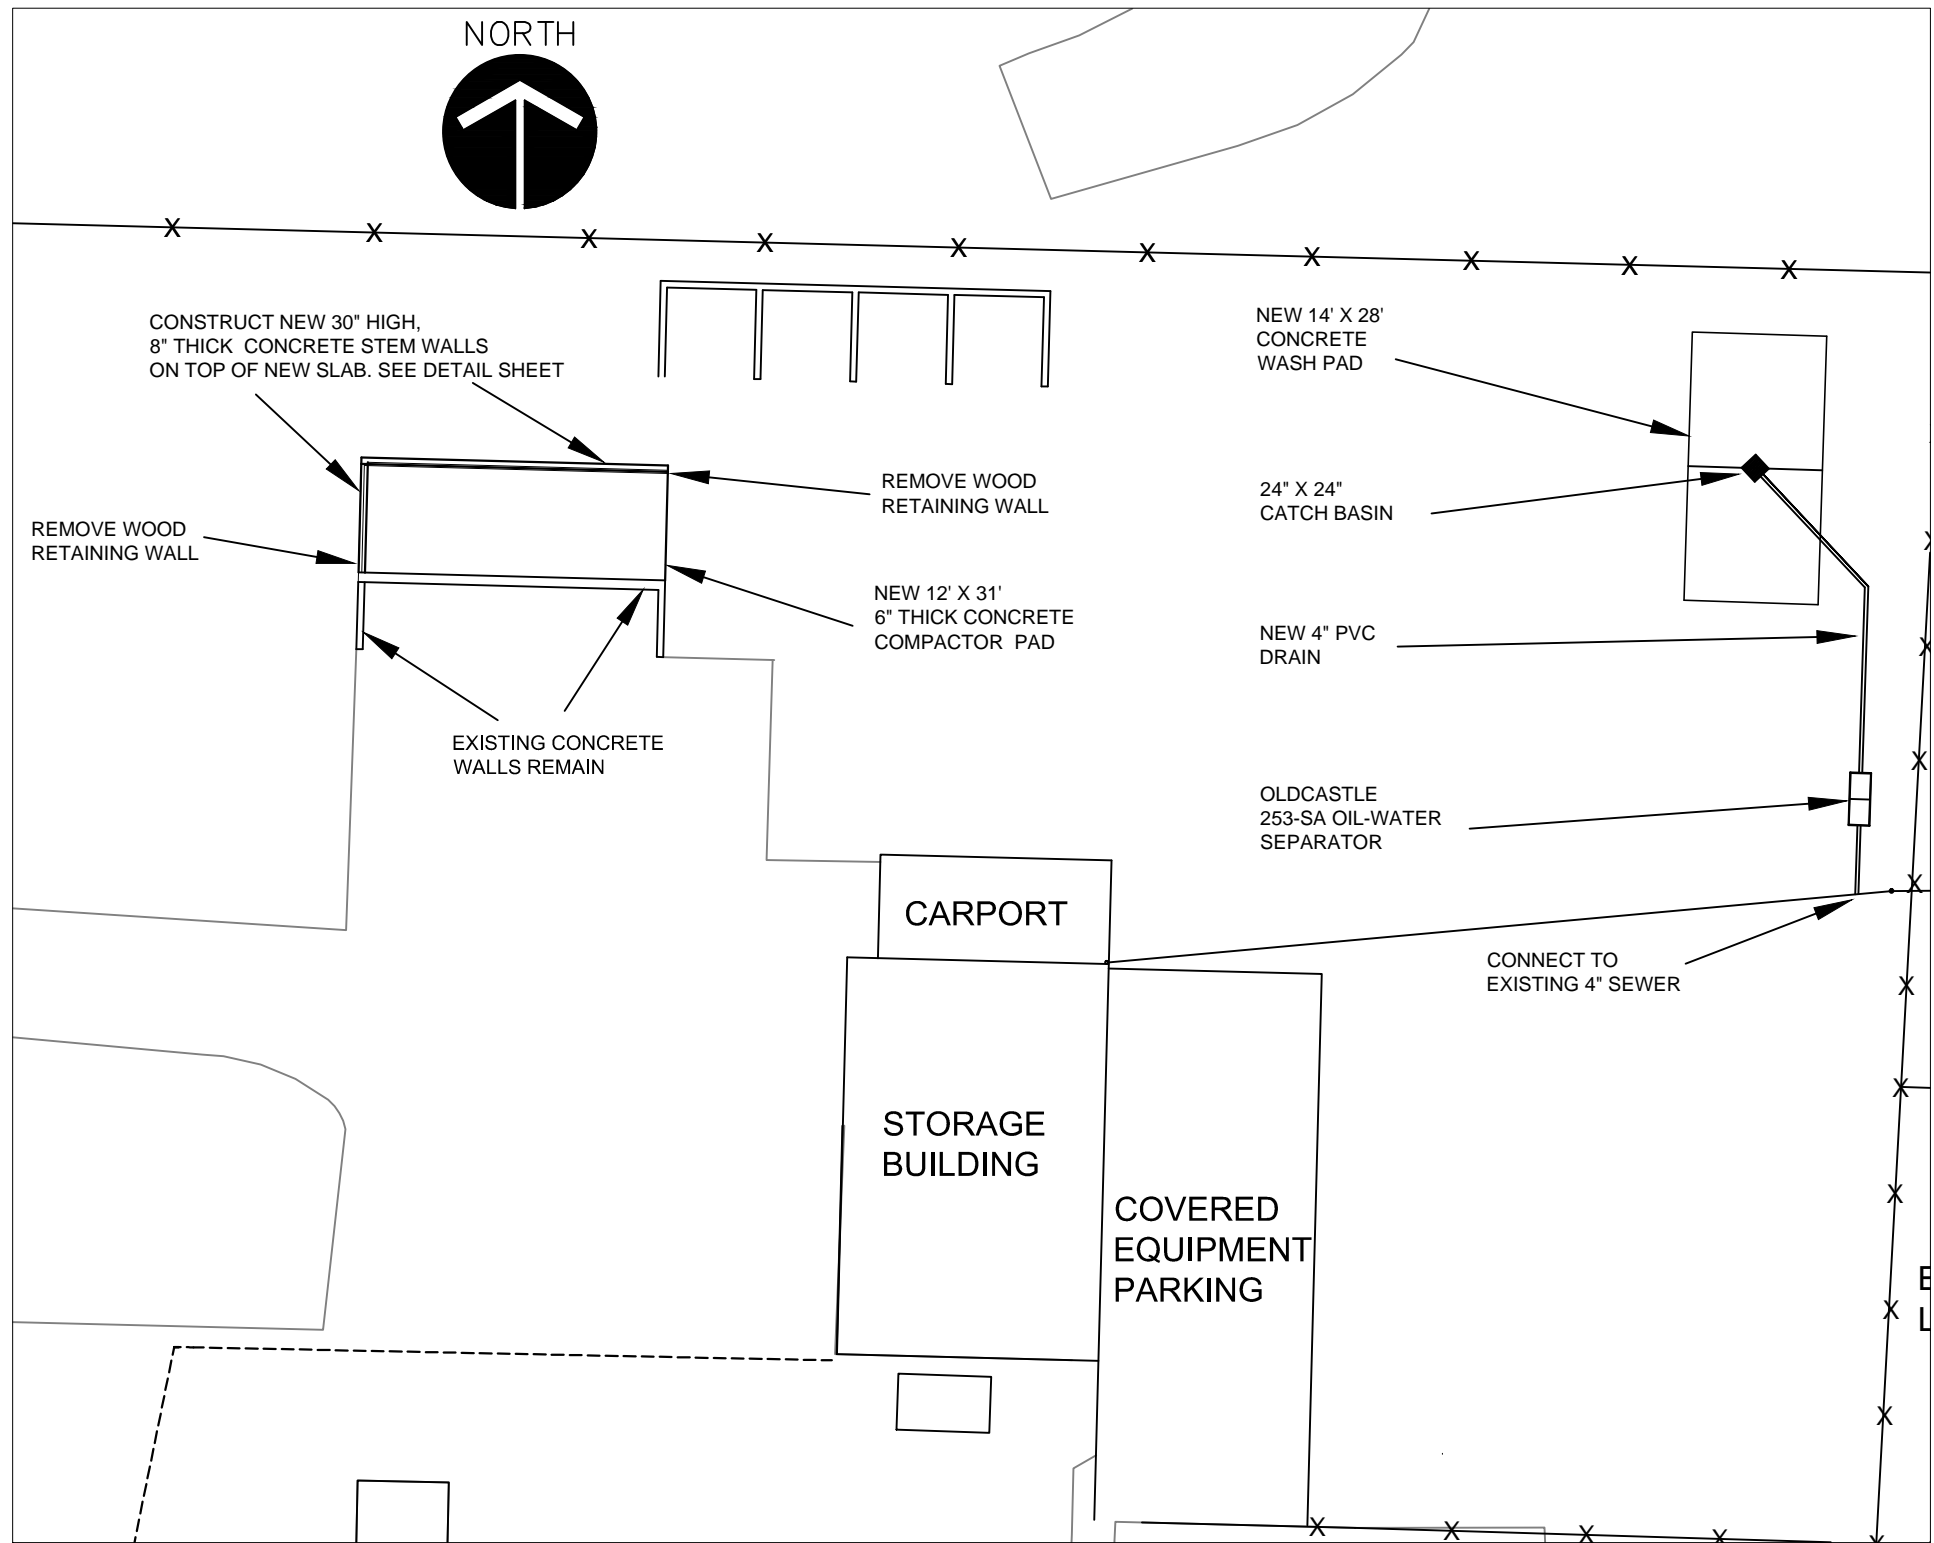 NORTH
CONSTRUCT NEW 30" HIGH,
8" THICK CONCRETE STEM WALLS
ON TOP OF NEW SLAB. SEE DETAIL SHEET
REMOVE WOOD
RETAINING WALL
REMOVE WOOD
RETAINING WALL
NEW 12' X 31'
6" THICK CONCRETE
COMPACTOR PAD
EXISTING CONCRETE
WALLS REMAIN
NEW 14' X 28'
CONCRETE
WASH PAD
24" X 24"
CATCH BASIN
NEW 4" PVC
DRAIN
OLDCASTLE
253-SA OIL-WATER
SEPARATOR
CONNECT TO
EXISTING 4" SEWER
CARPORT
STORAGE
BUILDING
COVERED
EQUIPMENT
PARKING